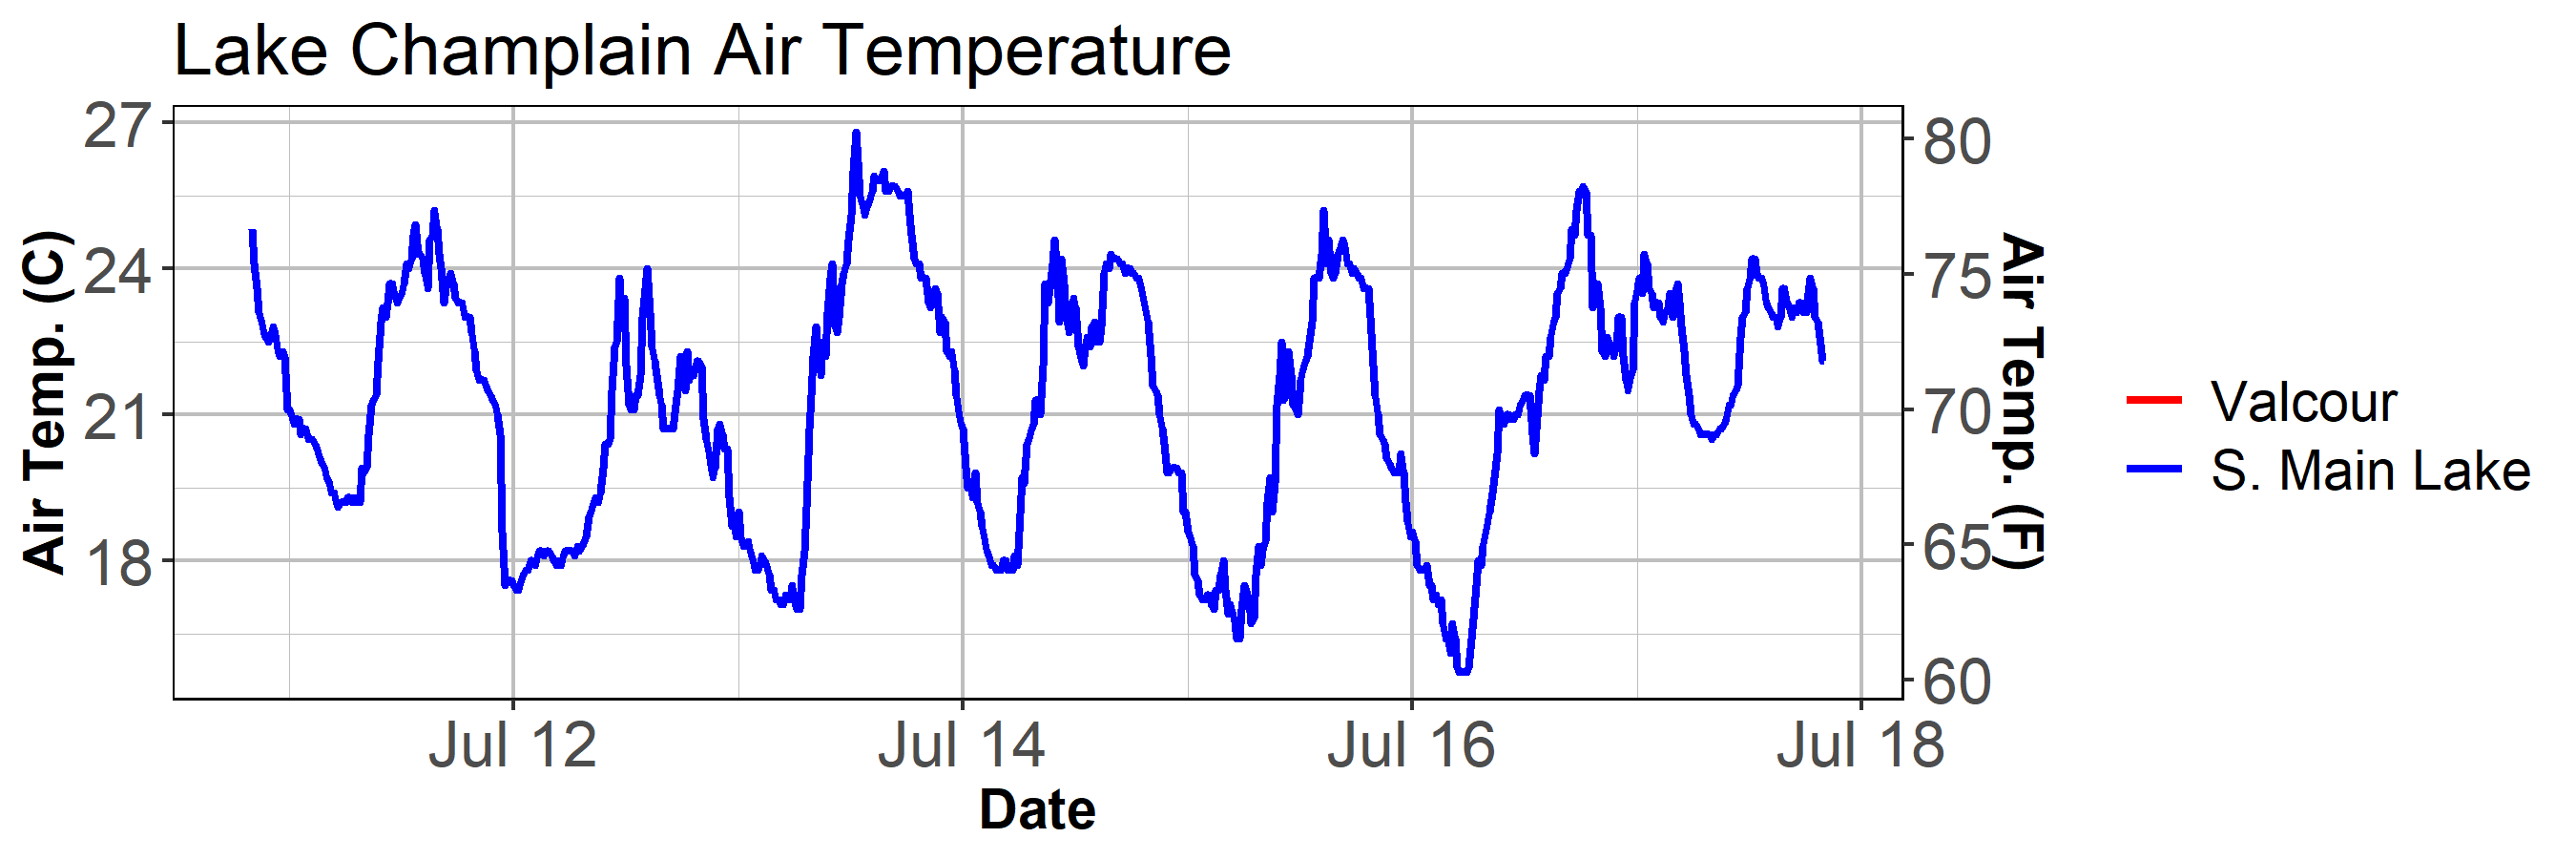 Lake Champlain Air Temperature
27
24
21
18
Air Temp. (C)
80
75
70
65
60
Air Temp. (F)
Jul 12
Jul 14
Jul 16
Jul 18
Date
Valcour
S. Main Lake